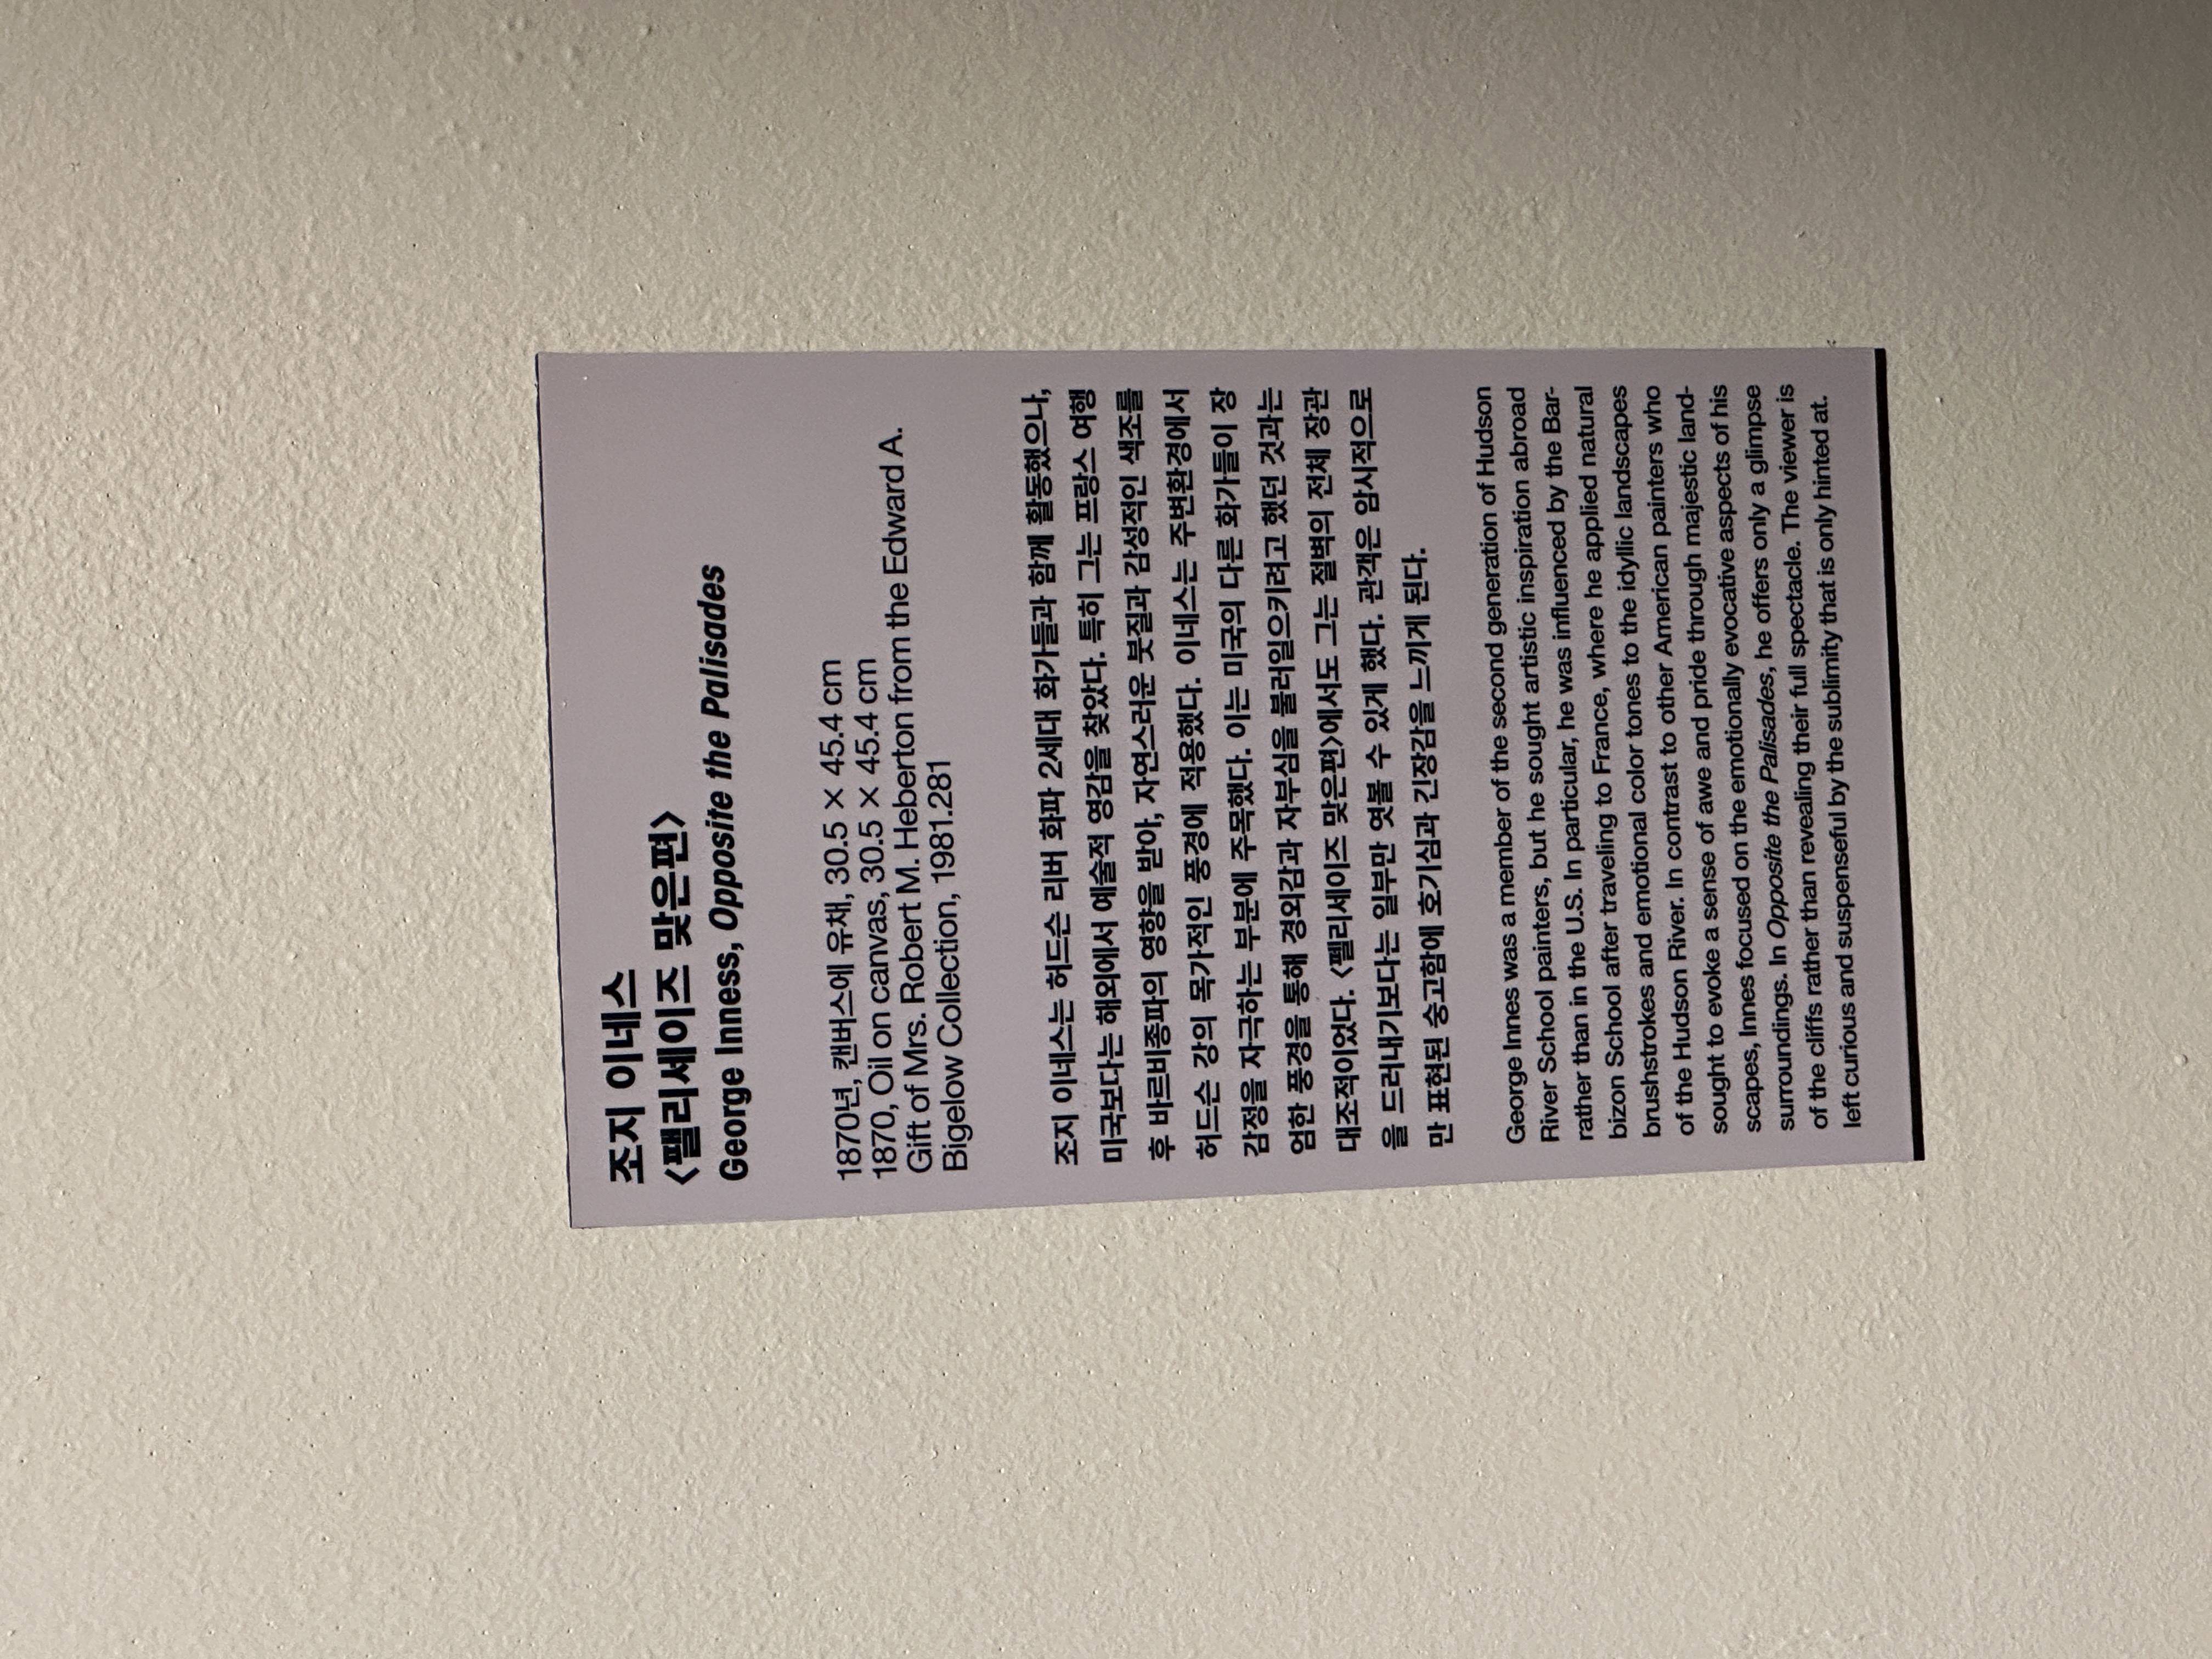 조지 이네스
<팰리세이즈 맞은편>
George Inness, Opposite the Palisades
1870년, 캔버스에 유채, 30.5 × 45.4 cm
1870, Oil on canvas, 30.5 × 45.4 cm
Gift of Mrs. Robert M. Heberton from the Edward A.
Bigelow Collection, 1981.281
조지 이네스는 허드슨 리버 화파 2세대 화가들과 함께 활동했으나,
미국보다는 해외에서 예술적 영감을 찾았다. 특히 그는 프랑스 여행
후 바르비종파의 영향을 받아, 자연스러운 붓질과 감성적인 색조를
허드슨 강의 목가적인 풍경에 적용했다. 이네스는 주변환경에서
감정을 자극하는 부분에 주목했다. 이는 미국의 다른 화가들이 장
엄한 풍경을 통해 경외감과 자부심을 불러일으키려고 했던 것과는
대조적이었다. <팰리세이즈 맞은편>에서도 그는 절벽의 전체 장관
을 드러내기보다는 일부만 엿볼 수 있게 했다. 관객은 암시적으로
만 표현된 숭고함에 호기심과 긴장감을 느끼게 된다.
George Innes was a member of the second generation of Hudson
River School painters, but he sought artistic inspiration abroad
rather than in the U.S. In particular, he was influenced by the Bar-
bizon School after traveling to France, where he applied natural
brushstrokes and emotional color tones to the idyllic landscapes
of the Hudson River. In contrast to other American painters who
sought to evoke a sense of awe and pride through majestic land-
scapes, Innes focused on the emotionally evocative aspects of his
surroundings. In Opposite the Palisades, he offers only a glimpse
of the cliffs rather than revealing their full spectacle. The viewer is
left curious and suspenseful by the sublimity that is only hinted at.